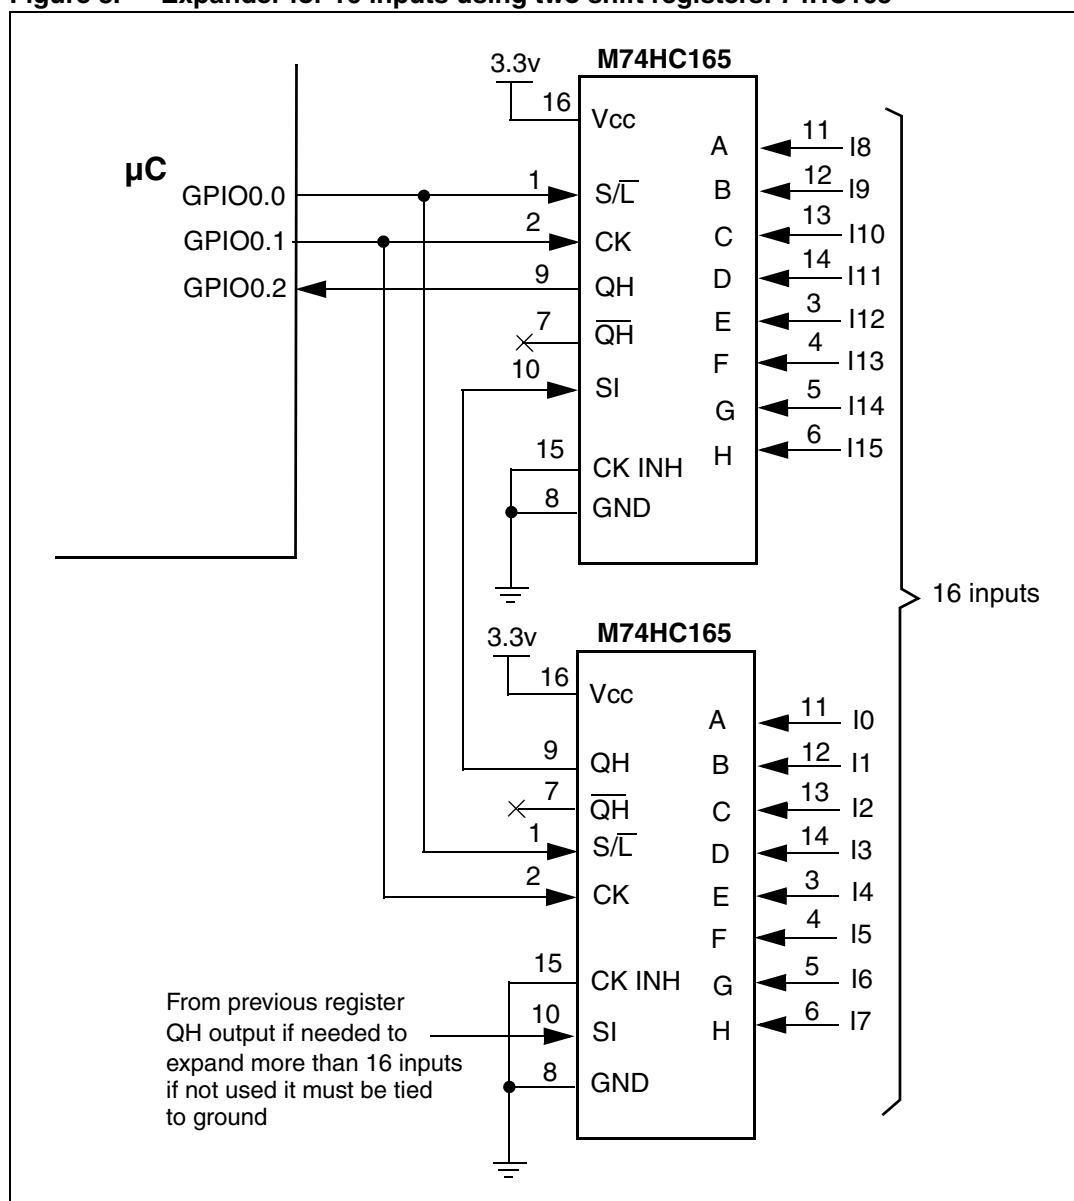 Figure 3. Expander for 16 inputs using two shift registers: 74HC165
3.3v
M74HC165
16
Vcc
µC
GPIO0.0
1
S/L̅
GPIO0.1
2
CK
GPIO0.2
9
QH
7
Q̅H̅
10
SI
15
CK INH
8
GND
A
11
I8
B
12
I9
C
13
I10
D
14
I11
E
3
I12
F
4
I13
G
5
I14
H
6
I15
16 inputs
3.3v
M74HC165
16
Vcc
9
QH
7
Q̅H̅
1
S/L̅
2
CK
15
CK INH
10
SI
8
GND
A
11
I0
B
12
I1
C
13
I2
D
14
I3
E
3
I4
F
4
I5
G
5
I6
H
6
I7
From previous register
QH output if needed to
expand more than 16 inputs
if not used it must be tied
to ground